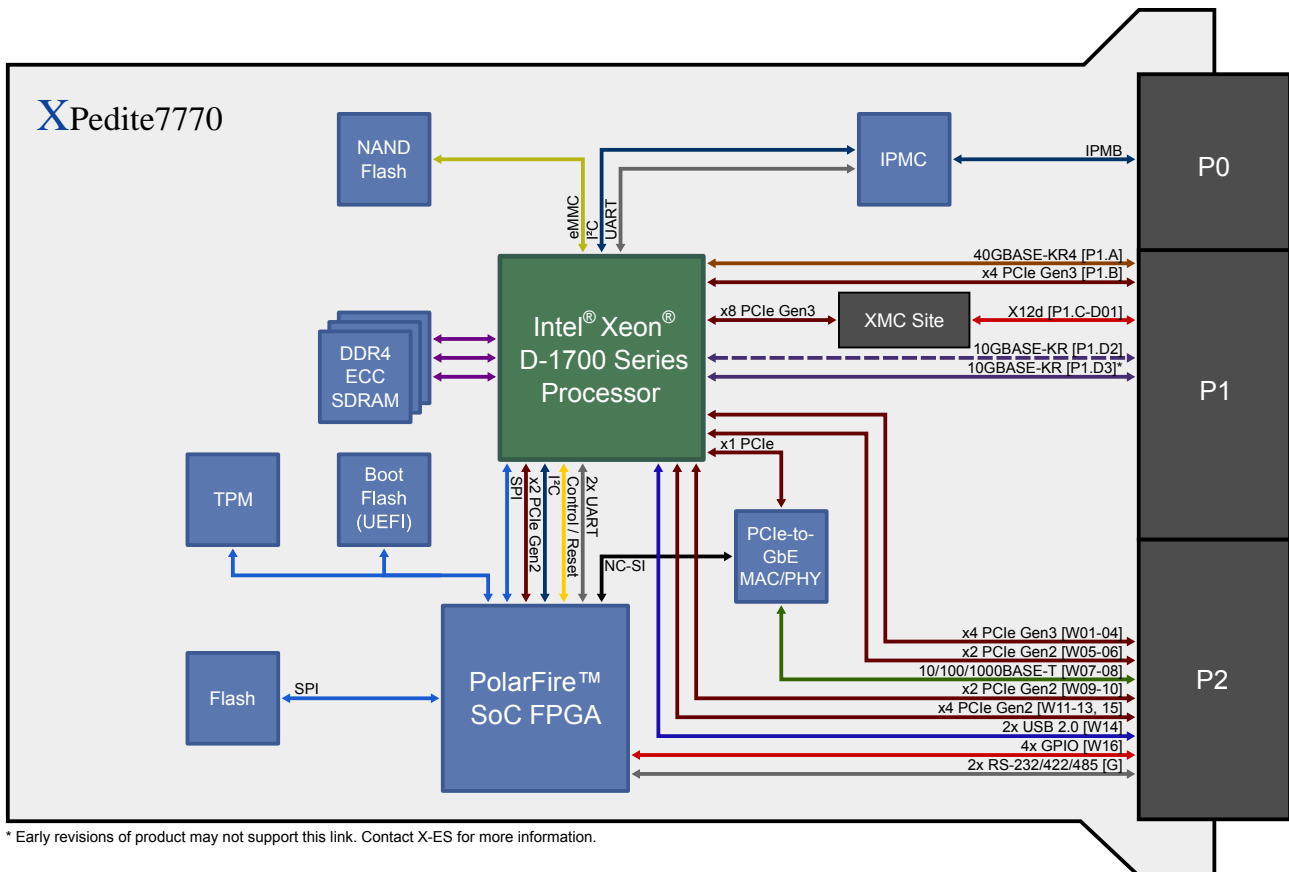 XPedite7770
NAND
Flash
IPMC
IPMB
P0
eMMC
I²C
UART
40GBASE-KR4 [P1.A]
x4 PCIe Gen3 [P1.B]
x8 PCIe Gen3
XMC Site
X12d [P1.C-D01]
Intel® Xeon®
D-1700 Series
Processor
DDR4
ECC
SDRAM
10GBASE-KR [P1.D2]
10GBASE-KR [P1.D3]*
P1
x1 PCIe
TPM
Boot
Flash
(UEFI)
SPI
x2 PCIe Gen2
I²C
Control / Reset
2x UART
NC-SI
PCIe-to-
GbE
MAC/PHY
x4 PCIe Gen3 [W01-04]
x2 PCIe Gen2 [W05-06]
10/100/1000BASE-T [W07-08]
x2 PCIe Gen2 [W09-10]
x4 PCIe Gen2 [W11-13, 15]
2x USB 2.0 [W14]
4x GPIO [W16]
2x RS-232/422/485 [G]
P2
Flash
SPI
PolarFire™
SoC FPGA
* Early revisions of product may not support this link. Contact X-ES for more information.